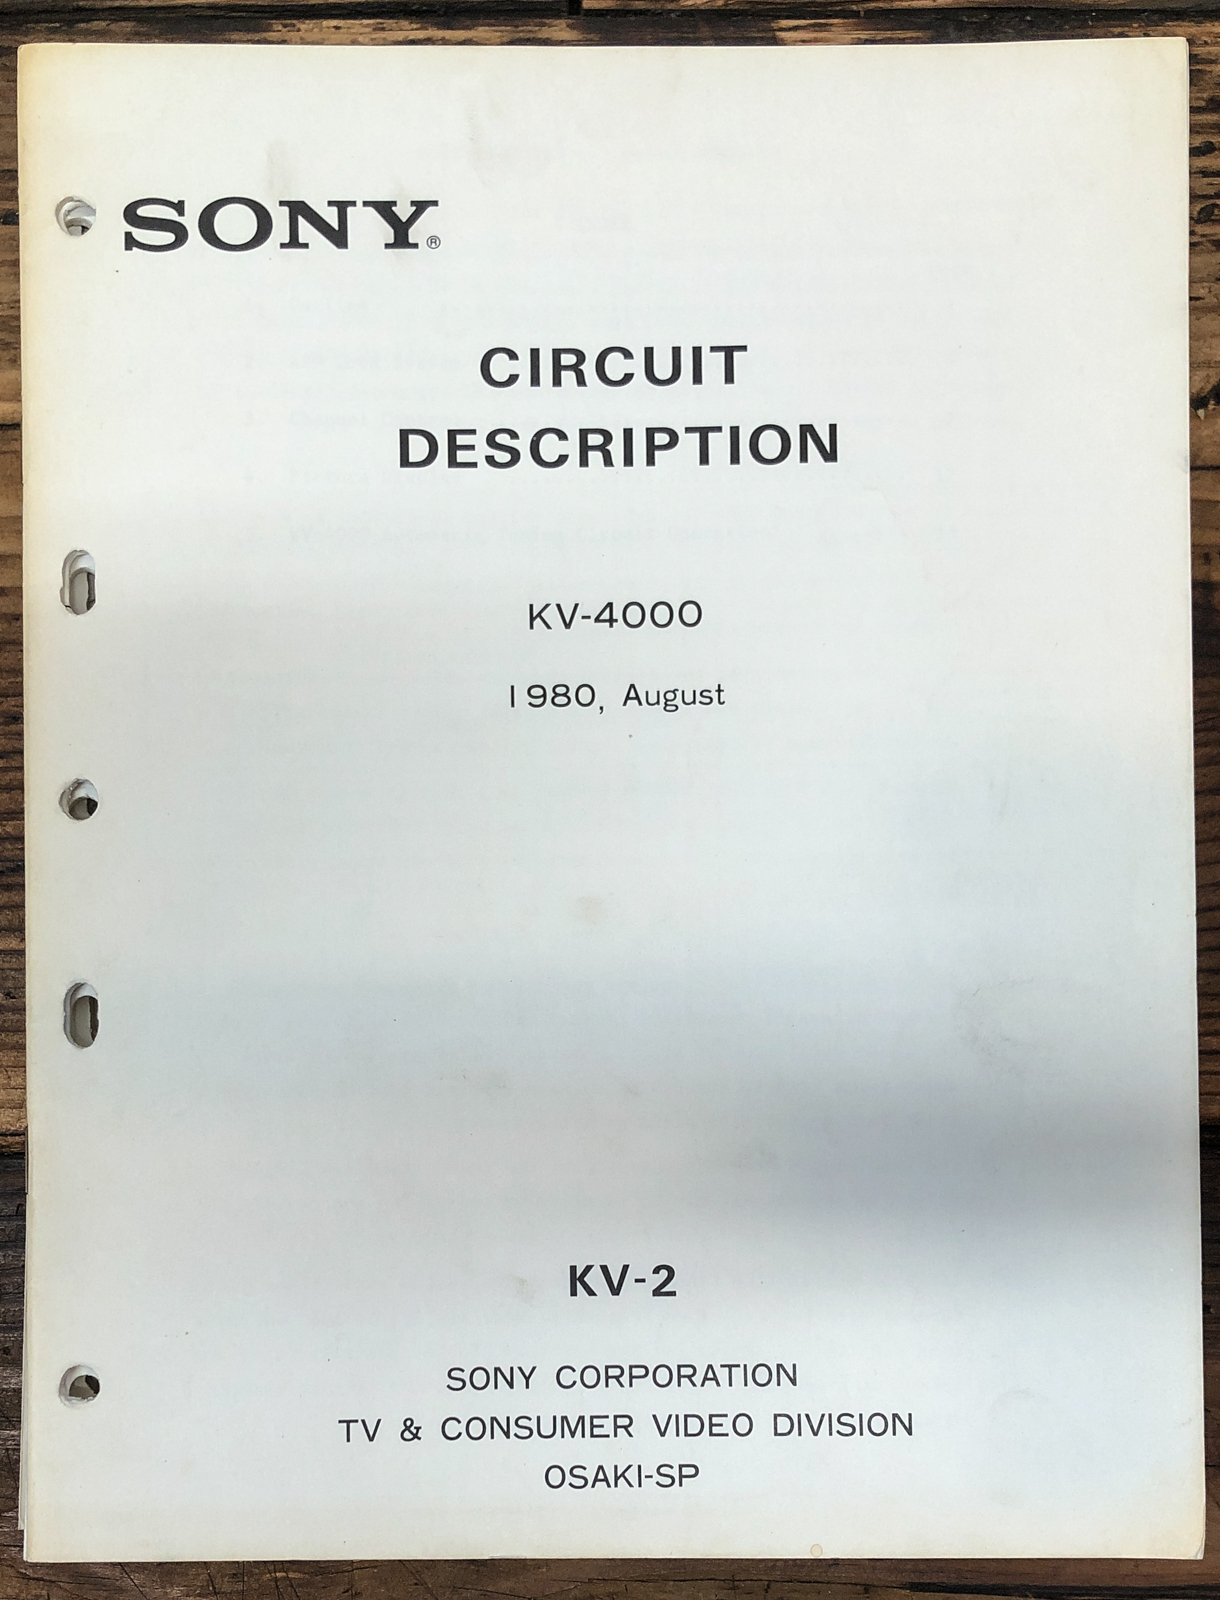 SONY®
CIRCUIT
DESCRIPTION
KV-4000
1980, August
KV-2
SONY CORPORATION
TV & CONSUMER VIDEO DIVISION
OSAKI-SP